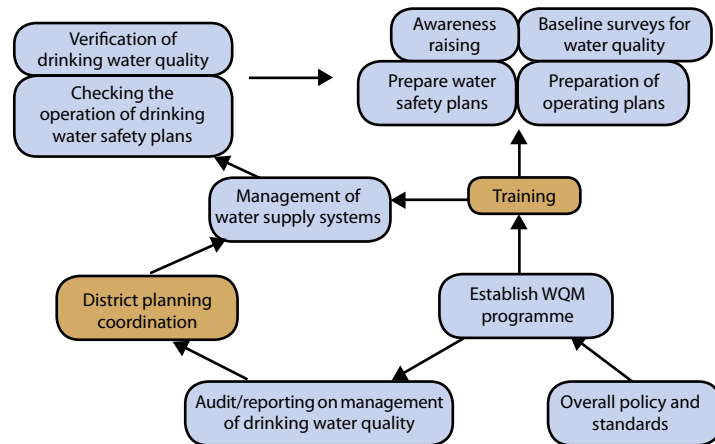 Verification of
drinking water quality
Checking the
operation of drinking
water safety plans
Awareness
raising
Baseline surveys for
water quality
Prepare water
safety plans
Preparation of
operating plans
Management of
water supply systems
Training
District planning
coordination
Establish WQM
programme
Audit/reporting on management
of drinking water quality
Overall policy and
standards